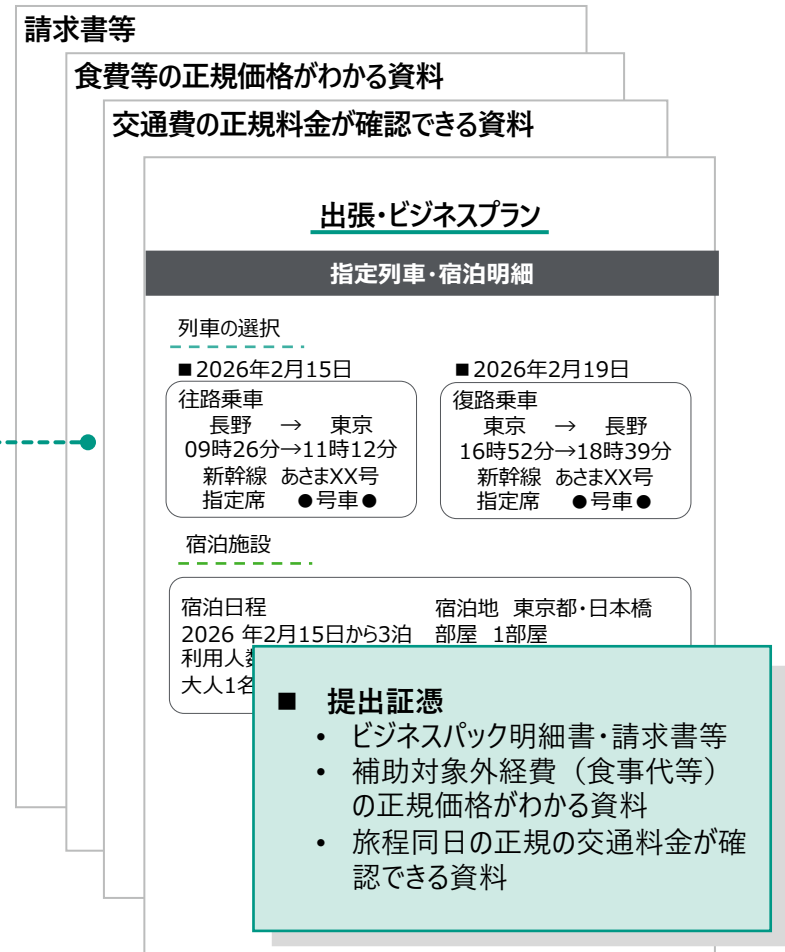 請求書等
食費等の正規価格がわかる資料
交通費の正規料金が確認できる資料
出張・ビジネスプラン
指定列車・宿泊明細
列車の選択
■2026年2月15日
往路乗車
長野 → 東京
09時26分→11時12分
新幹線 あさまXX号
指定席 ●号車●
■2026年2月19日
復路乗車
東京 → 長野
16時52分→18時39分
新幹線 あさまXX号
指定席 ●号車●
宿泊施設
宿泊日程
2026 年2月15日から3泊
利用人数
大人1名
宿泊地 東京都・日本橋
部屋 1部屋
■ 提出証憑
• ビジネスパック明細書・請求書等
• 補助対象外経費（食事代等）
の正規価格がわかる資料
• 旅程同日の正規の交通料金が確
認できる資料